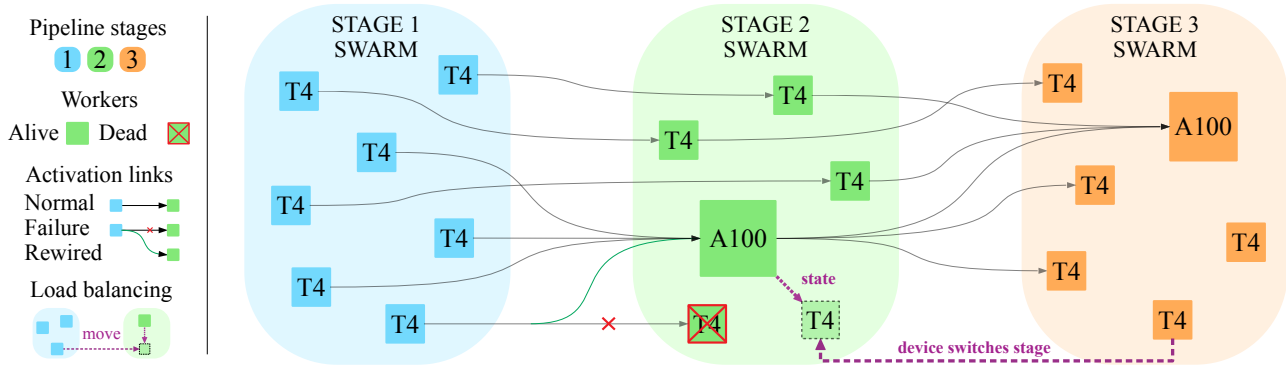 Pipeline stages
1 2 3
Workers
Alive Dead
Activation links
Normal
Failure
Rewired
Load balancing
move
STAGE 1
SWARM
T4
T4
T4
T4
T4
T4
T4
STAGE 2
SWARM
T4
T4
T4
A100
state
T4
T4
STAGE 3
SWARM
T4
A100
T4
T4
T4
T4
device switches stage